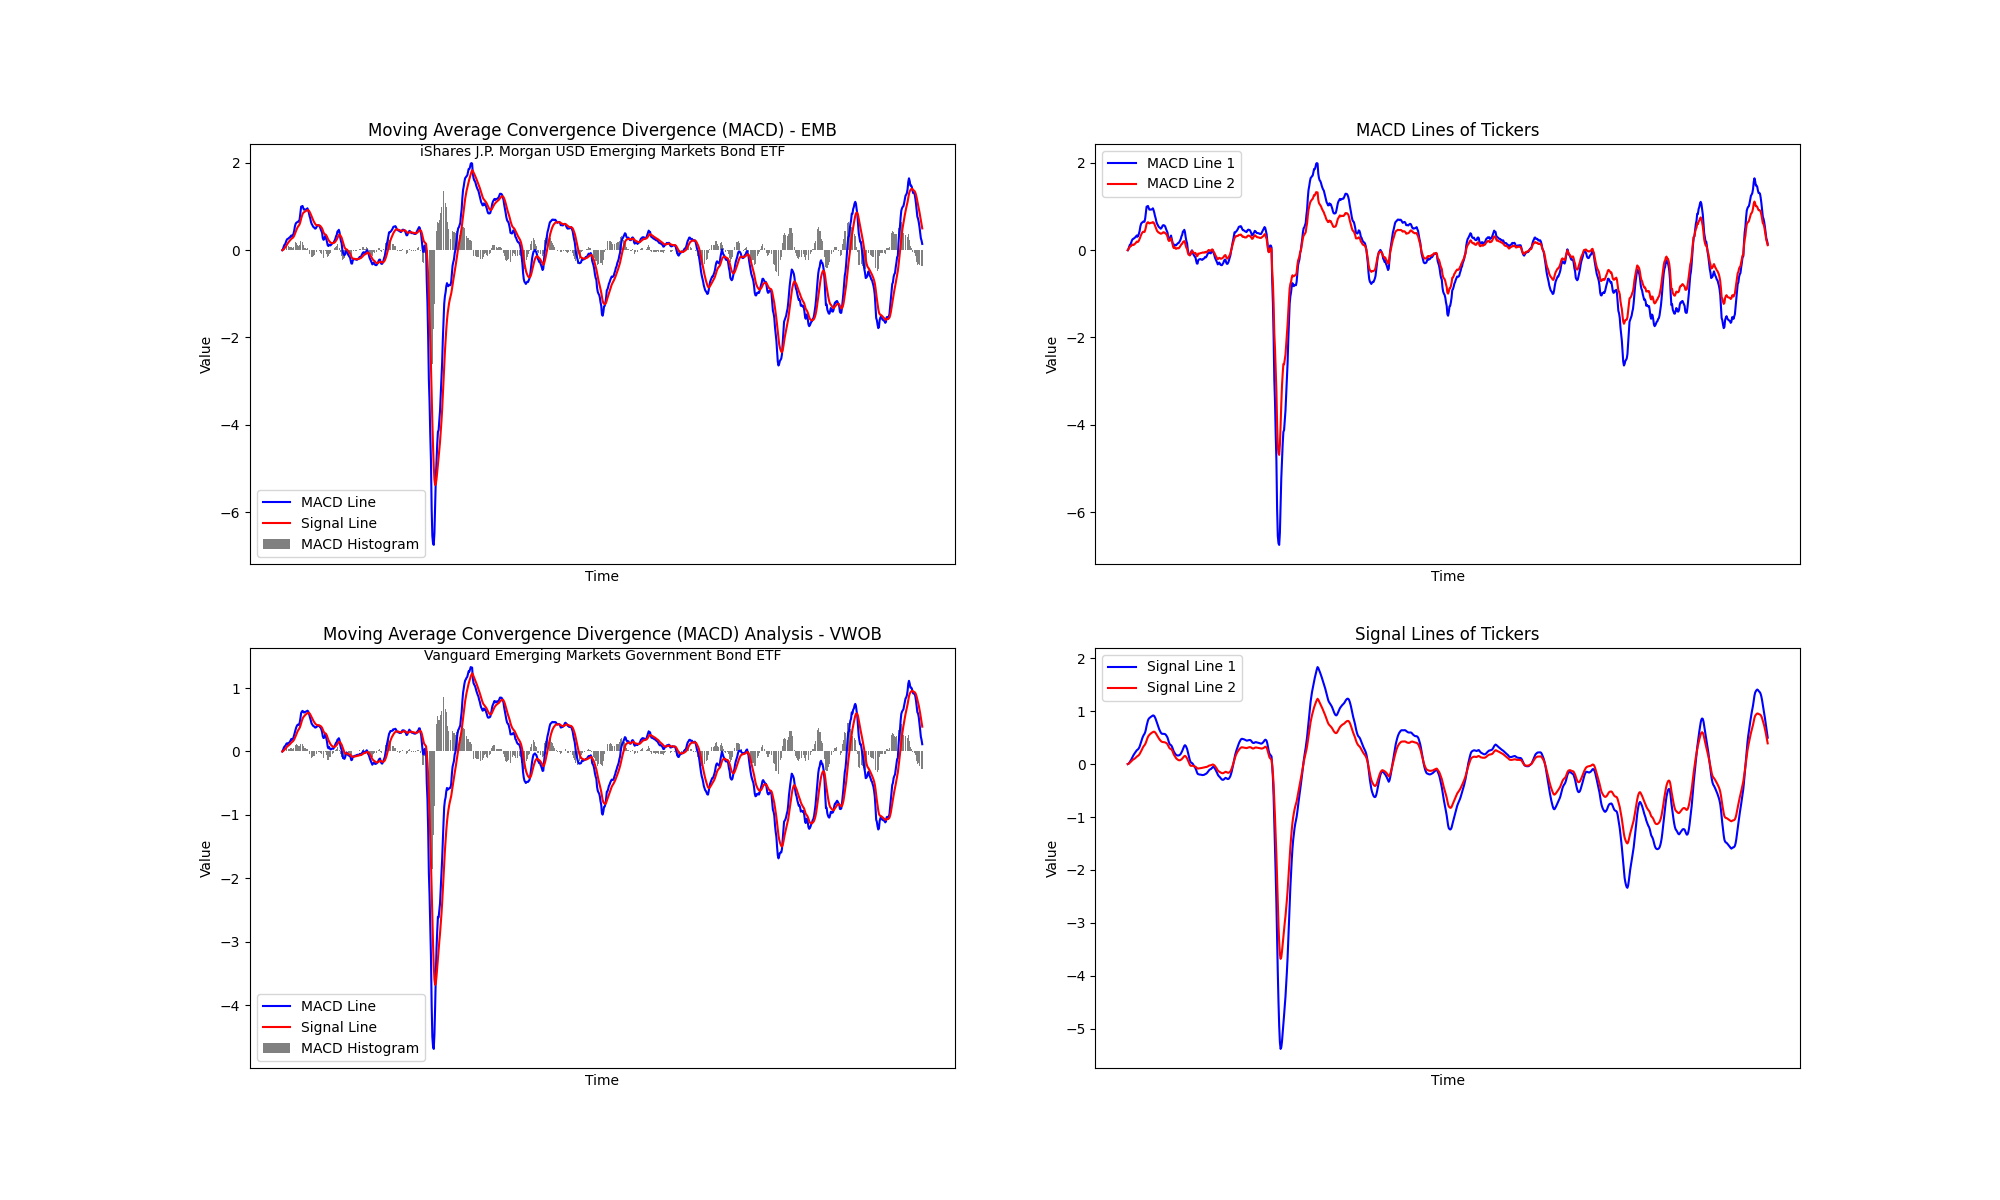 Moving Average Convergence Divergence (MACD) - EMB
iShares J.P. Morgan USD Emerging Markets Bond ETF
2
0
−2
−4
−6
Value
MACD Line
Signal Line
MACD Histogram
Time
MACD Lines of Tickers
MACD Line 1
MACD Line 2
2
0
−2
−4
−6
Value
Time
Moving Average Convergence Divergence (MACD) Analysis - VWOB
Vanguard Emerging Markets Government Bond ETF
1
0
−1
−2
−3
−4
Value
MACD Line
Signal Line
MACD Histogram
Time
Signal Lines of Tickers
Signal Line 1
Signal Line 2
2
1
0
−1
−2
−3
−4
−5
Value
Time